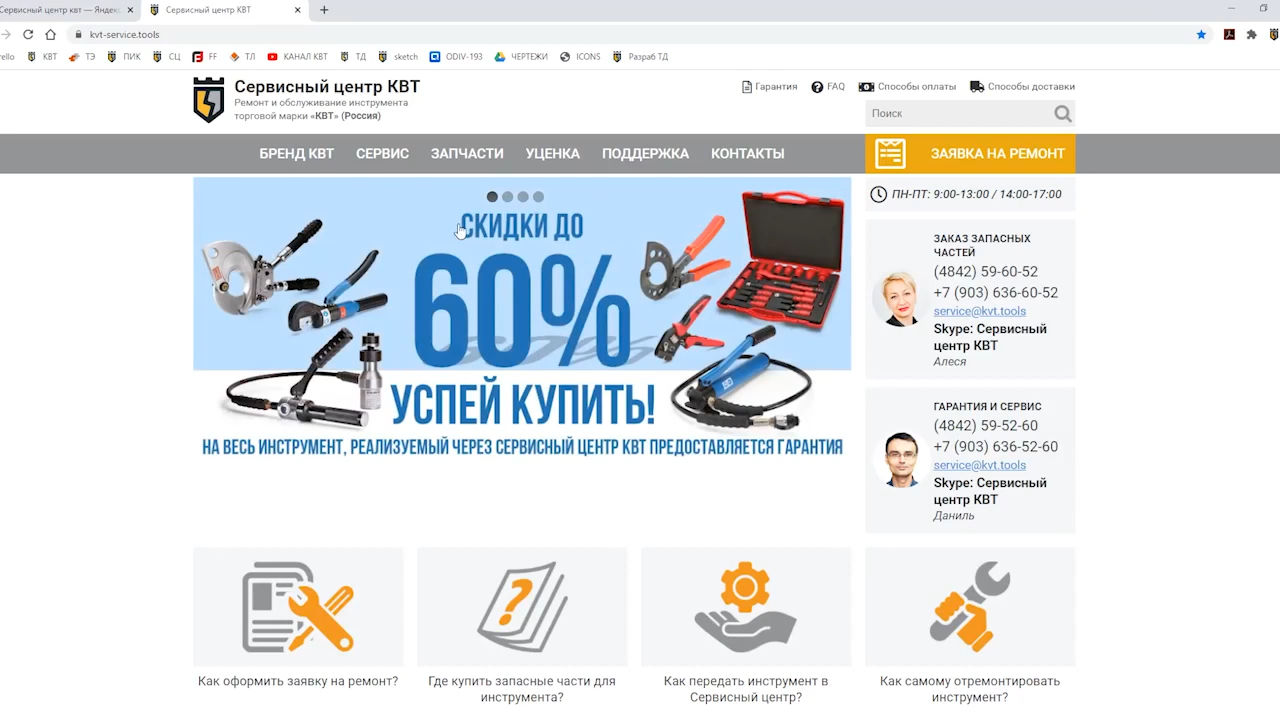 Сервисный центр квт — Яндекс
Сервисный центр КВТ
kvt-service.tools
rello
КВТ
ТЭ
ПИК
СЦ
FF
ТЛ
КАНАЛ КВТ
ТД
sketch
ODIV-193
ЧЕРТЕЖИ
ICONS
Разраб ТД
Сервисный центр КВТ
Ремонт и обслуживание инструмента
торговой марки «КВТ» (Россия)
Гарантия
FAQ
Способы оплаты
Способы доставки
Поиск
БРЕНД КВТ
СЕРВИС
ЗАПЧАСТИ
УЦЕНКА
ПОДДЕРЖКА
КОНТАКТЫ
ЗАЯВКА НА РЕМОНТ
СКИДКИ ДО
60%
УСПЕЙ КУПИТЬ!
НА ВЕСЬ ИНСТРУМЕНТ, РЕАЛИЗУЕМЫЙ ЧЕРЕЗ СЕРВИСНЫЙ ЦЕНТР КВТ ПРЕДОСТАВЛЯЕТСЯ ГАРАНТИЯ
ПН-ПТ: 9:00-13:00 / 14:00-17:00
ЗАКАЗ ЗАПАСНЫХ
ЧАСТЕЙ
(4842) 59-60-52
+7 (903) 636-60-52
service@kvt.tools
Skype: Сервисный
центр КВТ
Алеся
ГАРАНТИЯ И СЕРВИС
(4842) 59-52-60
+7 (903) 636-52-60
service@kvt.tools
Skype: Сервисный
центр КВТ
Даниль
Как оформить заявку на ремонт?
Где купить запасные части для
инструмента?
Как передать инструмент в
Сервисный центр?
Как самому отремонтировать
инструмент?